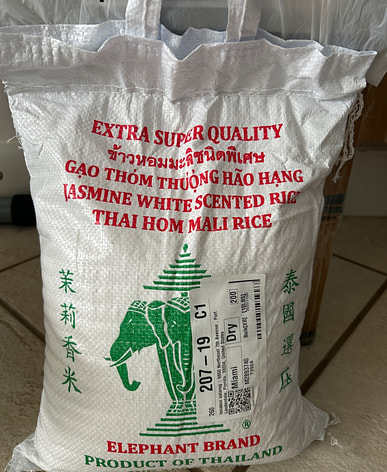 EXTRA SUPER QUALITY
ข้าวหอมมะลิชนิดพิเศษ
GẠO THƠM THƯỢNG HẢO HẠNG
JASMINE WHITE SCENTED RICE
THAI HOM MALI RICE
茉莉香米
泰國選
207-19 C1
Dry
200
Miami
250
®
ELEPHANT BRAND
PRODUCT OF THAILAND